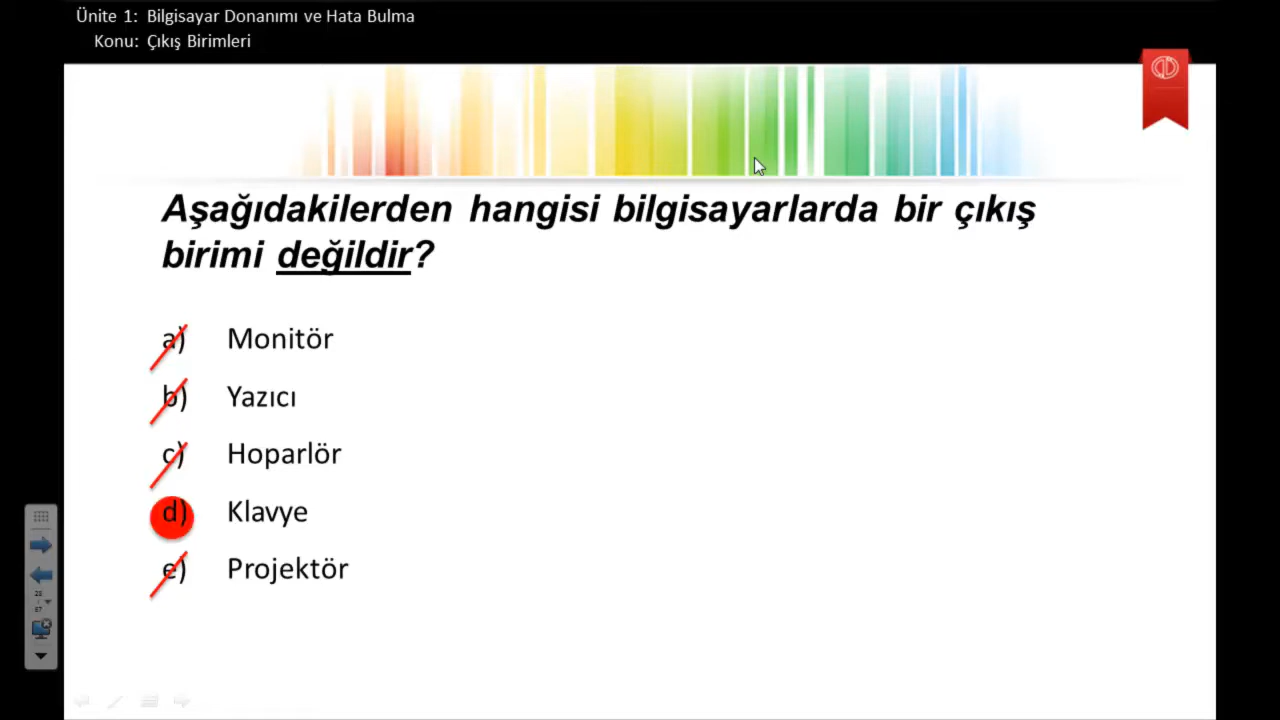 Ünite 1: Bilgisayar Donanımı ve Hata Bulma
Konu: Çıkış Birimleri
Aşağıdakilerden hangisi bilgisayarlarda bir çıkış
birimi değildir?
a) Monitör
b) Yazıcı
c) Hoparlör
d) Klavye
e) Projektör